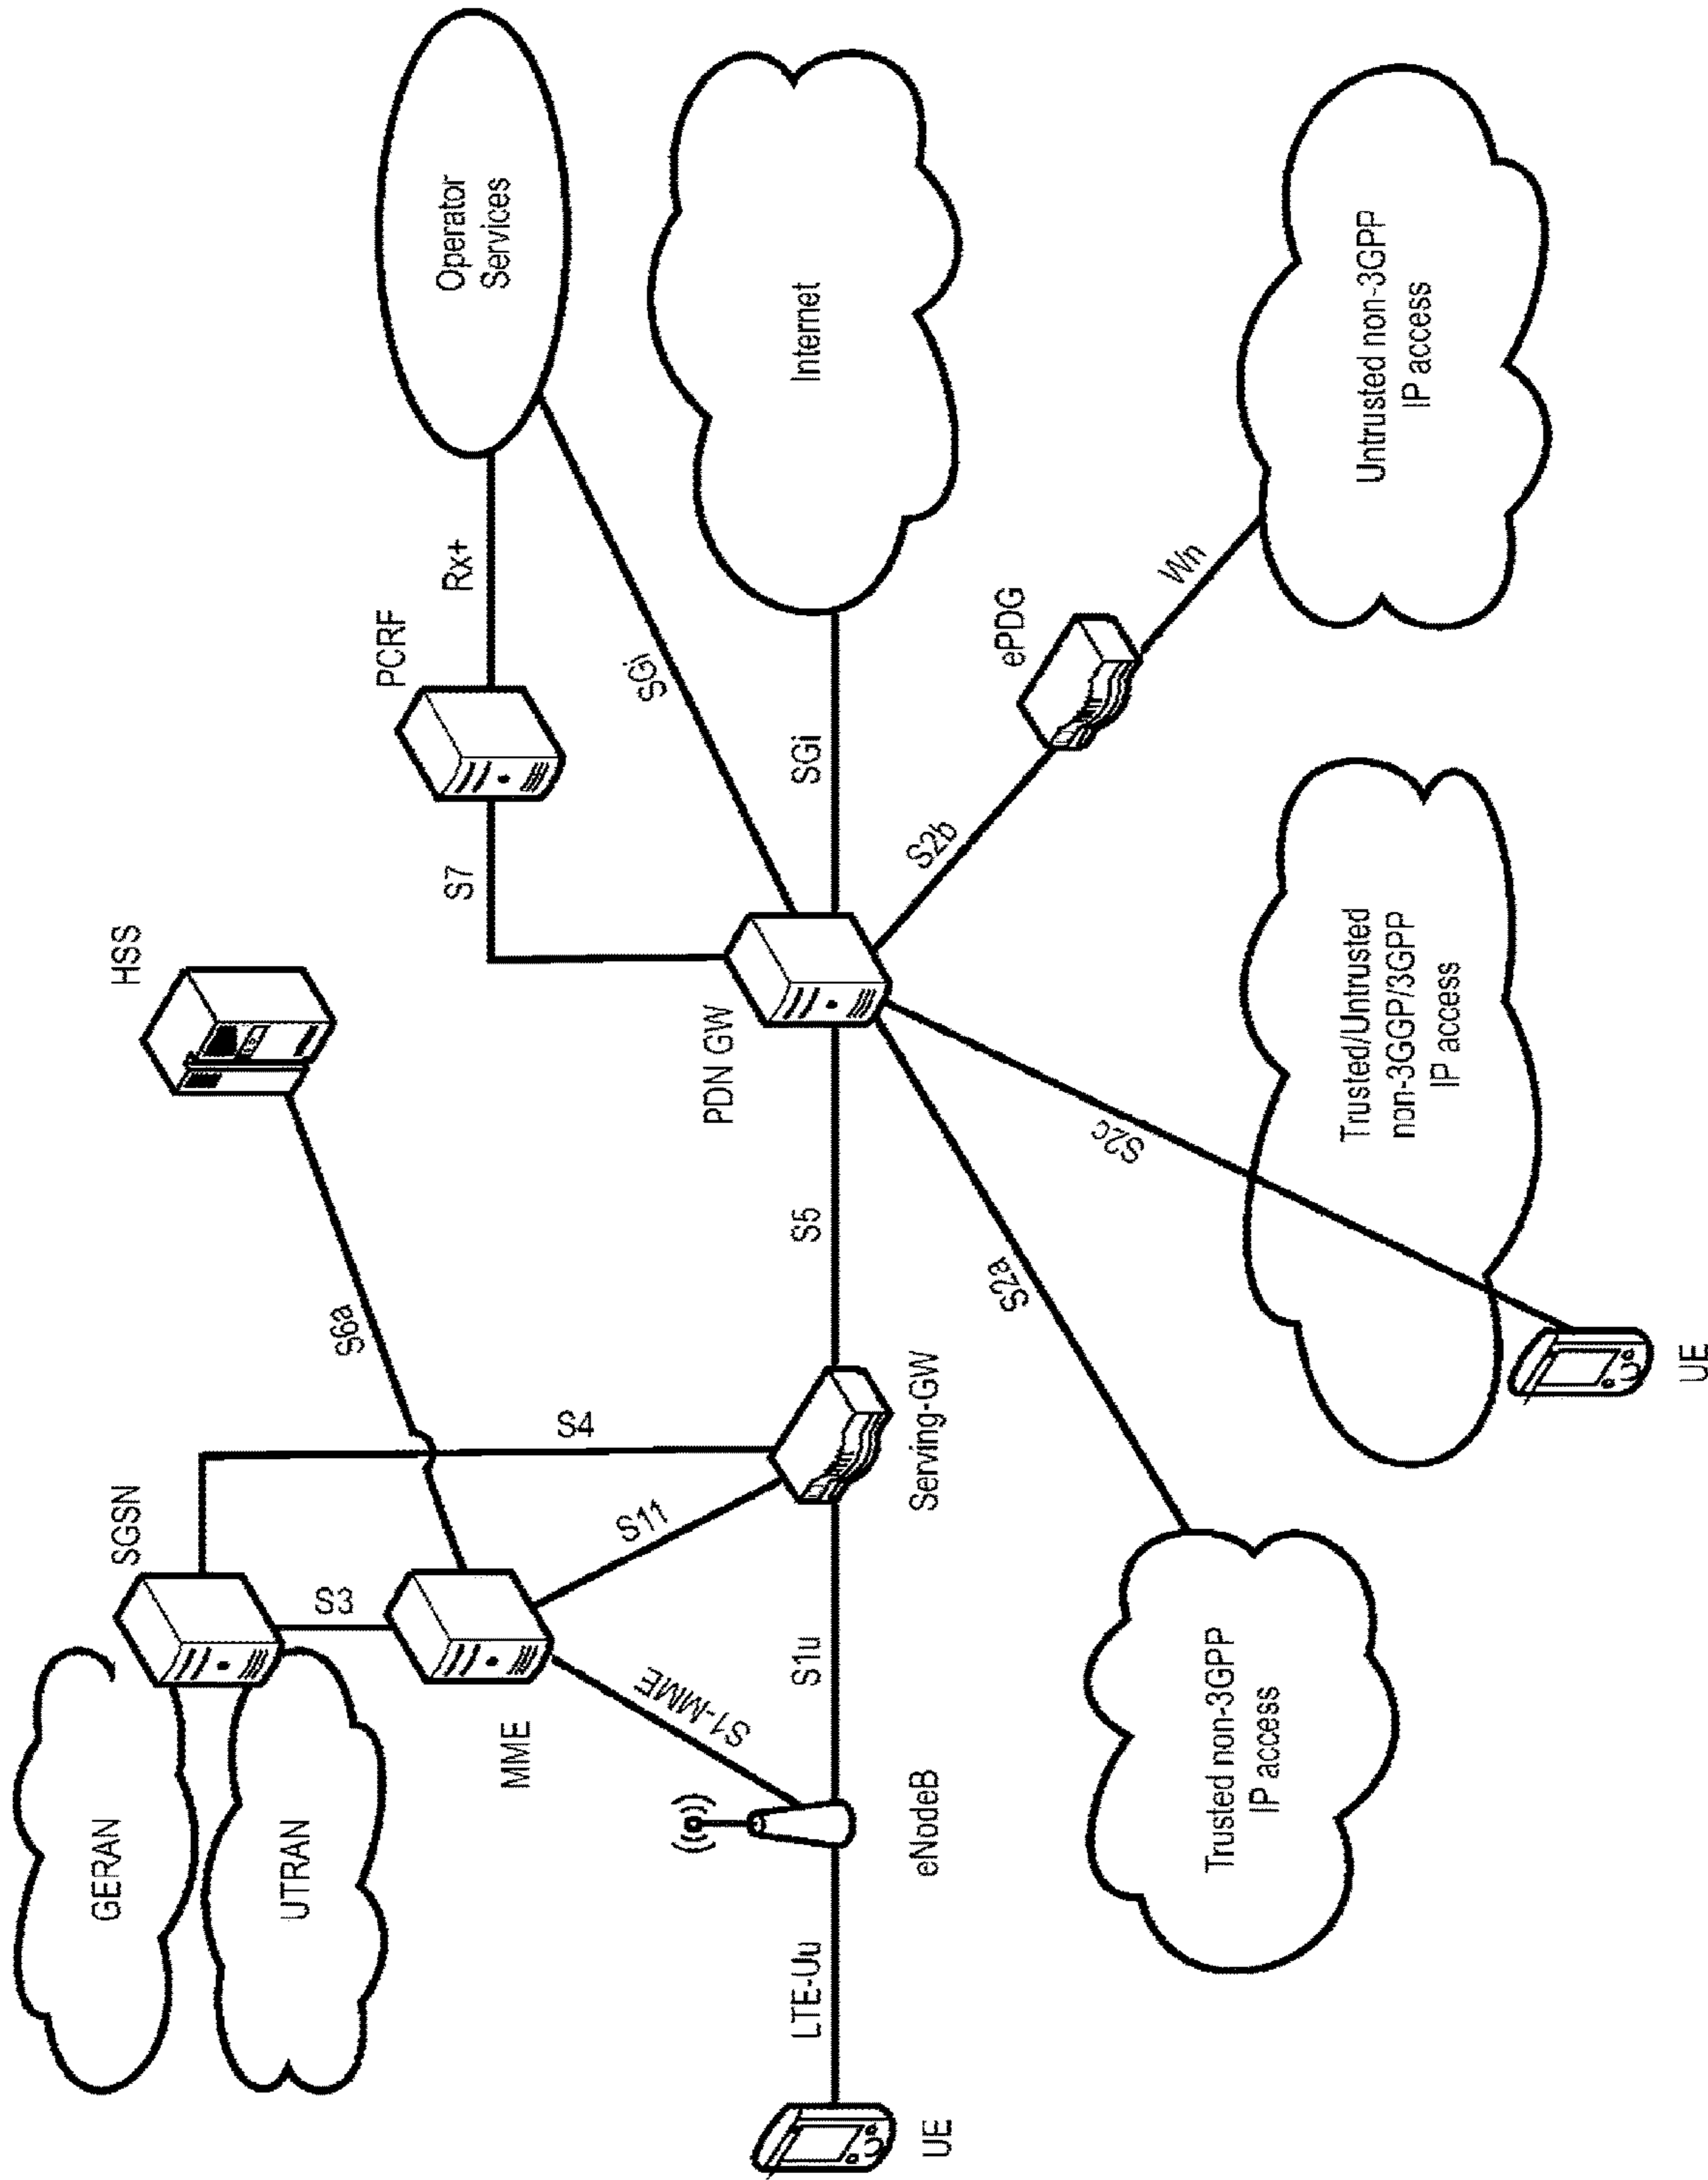 GERAN
UTRAN
SGSN
HSS
S3
S6a
S4
MME
S11
S1-MME
PCRF
S7
Rx+
Operator
Services
SGi
UE
LTE-Uu
eNodeB
S1u
Serving-GW
S5
PDN GW
SGi
Internet
S2a
S2c
S2b
ePDG
Wn
Trusted non-3GPP
IP access
Trusted/Untrusted
non-3GGP/3GPP
IP access
Untrusted non-3GPP
IP access
UE